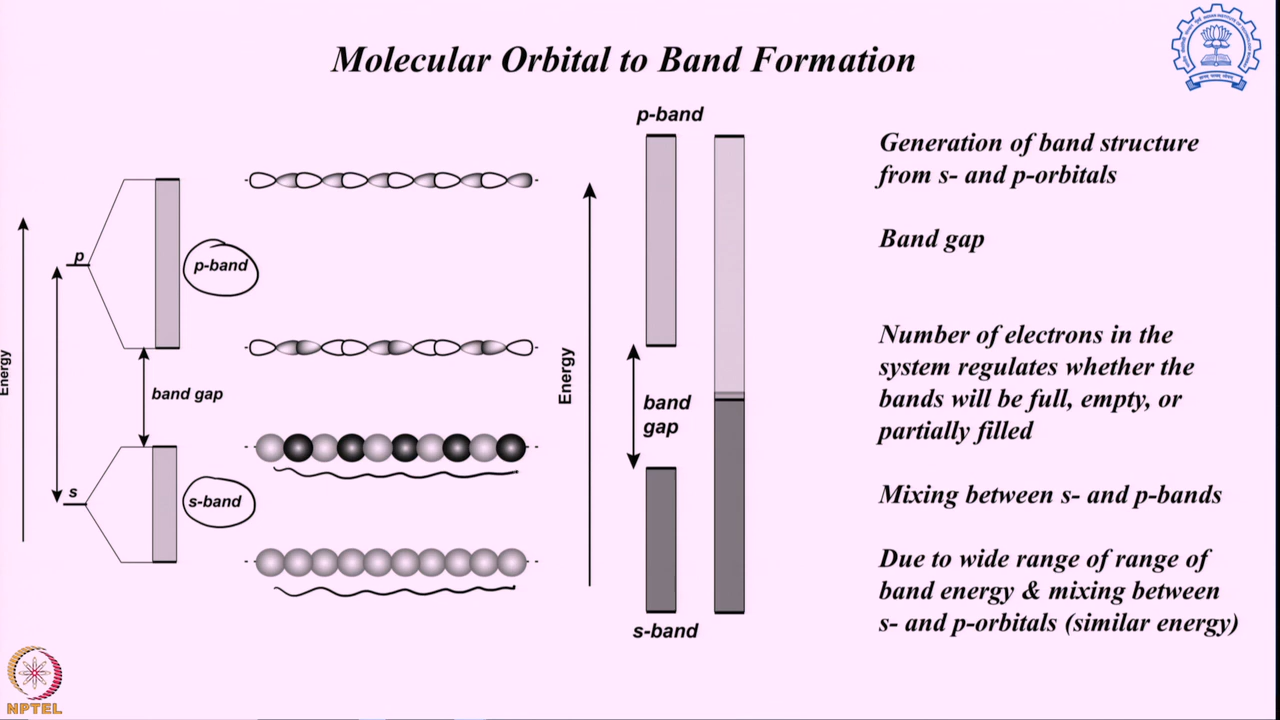 Molecular Orbital to Band Formation
Energy
p
s
p-band
band gap
s-band
Energy
p-band
band
gap
s-band
Generation of band structure
from s- and p-orbitals
Band gap
Number of electrons in the
system regulates whether the
bands will be full, empty, or
partially filled
Mixing between s- and p-bands
Due to wide range of range of
band energy & mixing between
s- and p-orbitals (similar energy)
NPTEL